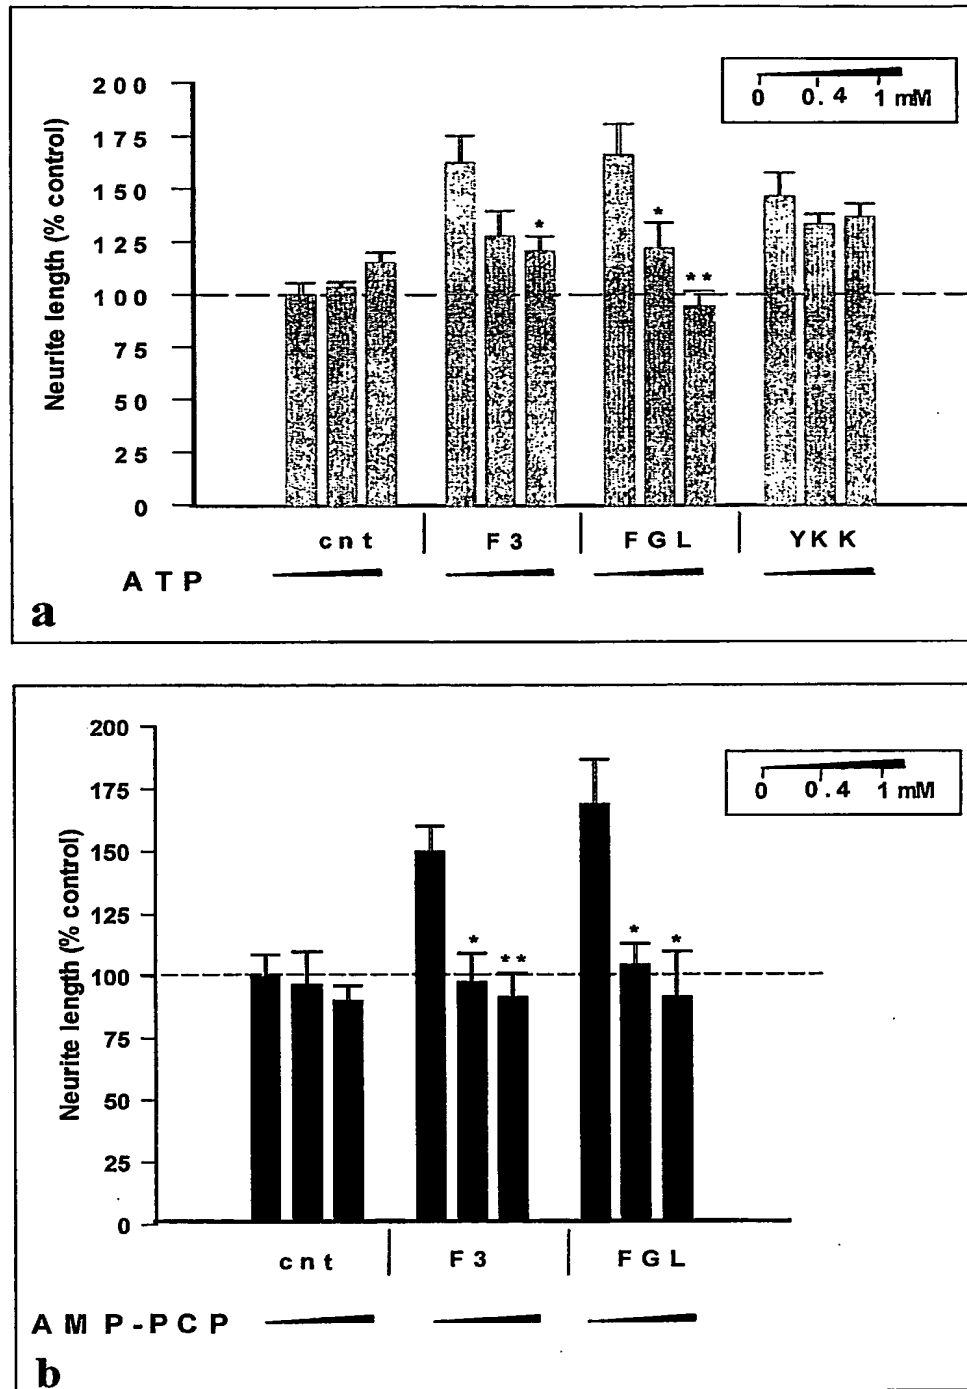 200
0 0.4 1 mM
175
150
125
100
75
50
25
0
Neurite length (% control)
*
*
**
cnt F3 FGL YKK
ATP
a
200
0 0.4 1 mM
175
150
125
100
75
50
25
0
Neurite length (% control)
*
**
*
*
cnt F3 FGL
AMP-PCP
b